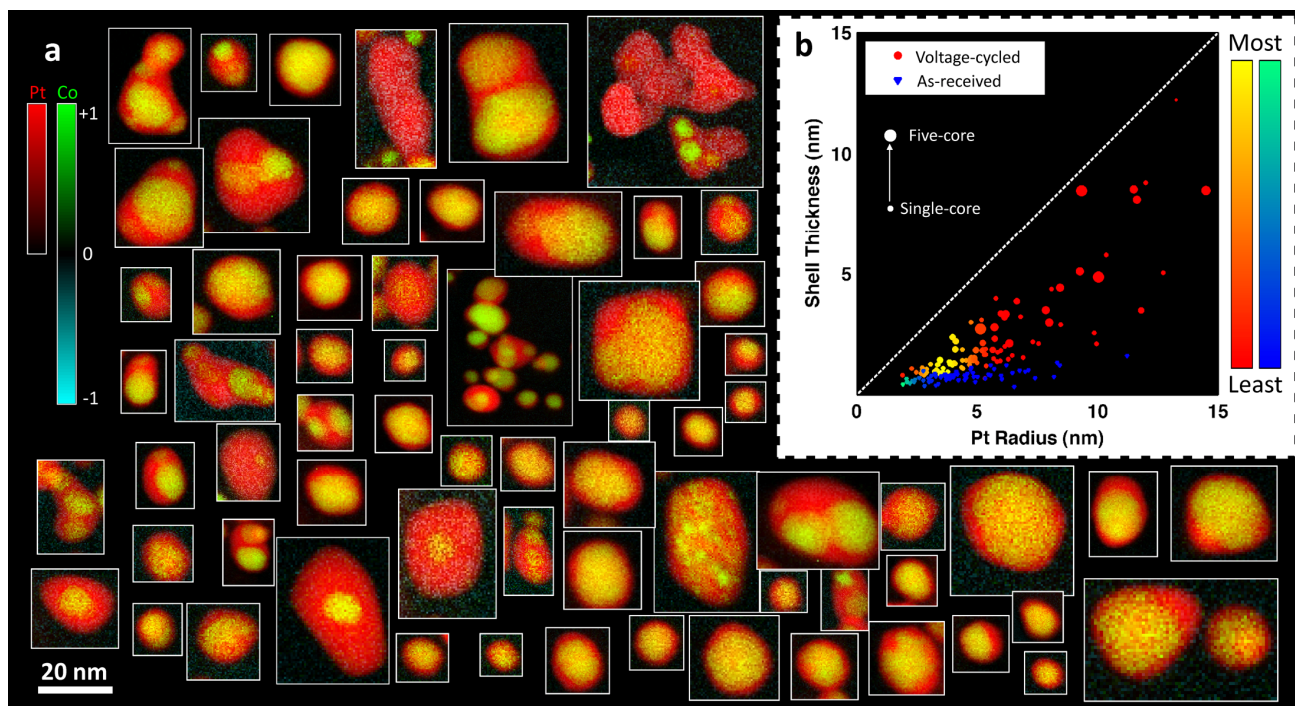 a
Pt Co
+1
0
-1
20 nm
b
Voltage-cycled
As-received
Five-core
Single-core
Shell Thickness (nm)
15
10
5
0 5 10 15
Pt Radius (nm)
Most
Least